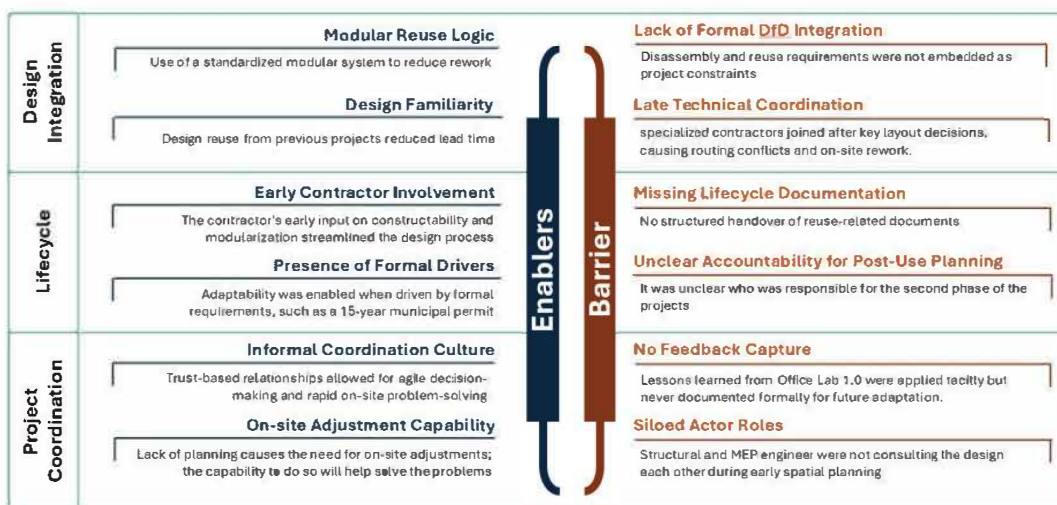 Design
Integration
Modular Reuse Logic
Use of a standardized modular system to reduce rework
Design Familiarity
Design reuse from previous projects reduced lead time
Lack of Formal DfD Integration
Disassembly and reuse requirements were not embedded as
project constraints
Late Technical Coordination
specialized contractors joined after key layout decisions,
causing routing conflicts and on-site rework.
Lifecycle
Early Contractor Involvement
The contractor's early input on constructability and
modularization streamlined the design process
Presence of Formal Drivers
Adaptability was enabled when driven by formal
requirements, such as a 15-year municipal permit
Enablers
Barrier
Missing Lifecycle Documentation
No structured handover of reuse-related documents
Unclear Accountability for Post-Use Planning
It was unclear who was responsible for the second phase of the
projects
Project
Coordination
Informal Coordination Culture
Trust-based relationships allowed for agile decision-
making and rapid on-site problem-solving
On-site Adjustment Capability
Lack of planning causes the need for on-site adjustments;
the capability to do so will help solve the problems
No Feedback Capture
Lessons learned from Office Lab 1.0 were applied facitly but
never documented formally for future adaptation.
Siloed Actor Roles
Structural and MEP engineer were not consulting the design
each other during early spatial planning